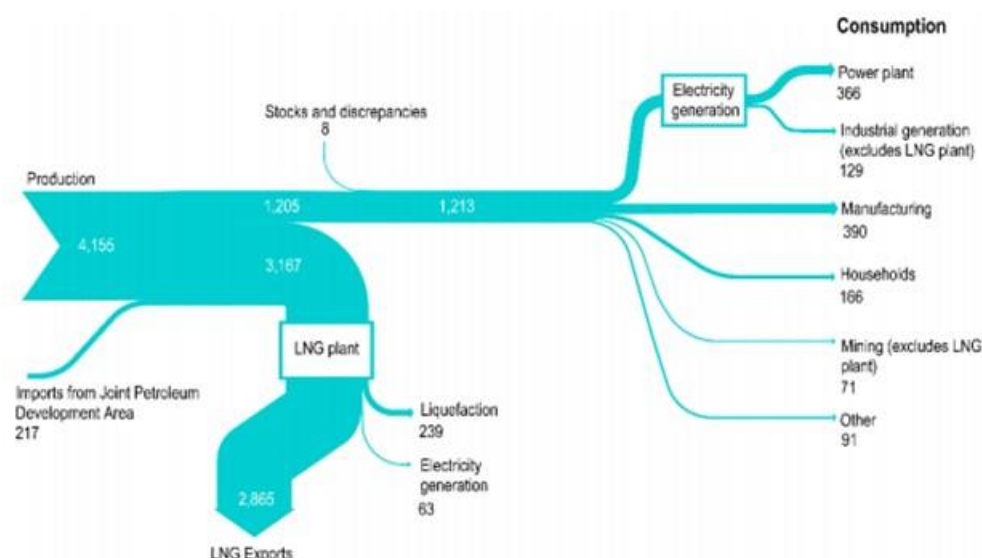 Consumption
Power plant
366
Electricity
generation
Industrial generation
(excludes LNG plant)
129
Stocks and discrepancies
8
Production
1,205
1,213
Manufacturing
390
4,155
3,167
Households
166
LNG plant
Mining (excludes LNG
plant)
71
Imports from Joint Petroleum
Development Area
217
Liquefaction
239
Other
91
Electricity
generation
63
2,865
LNG Exports